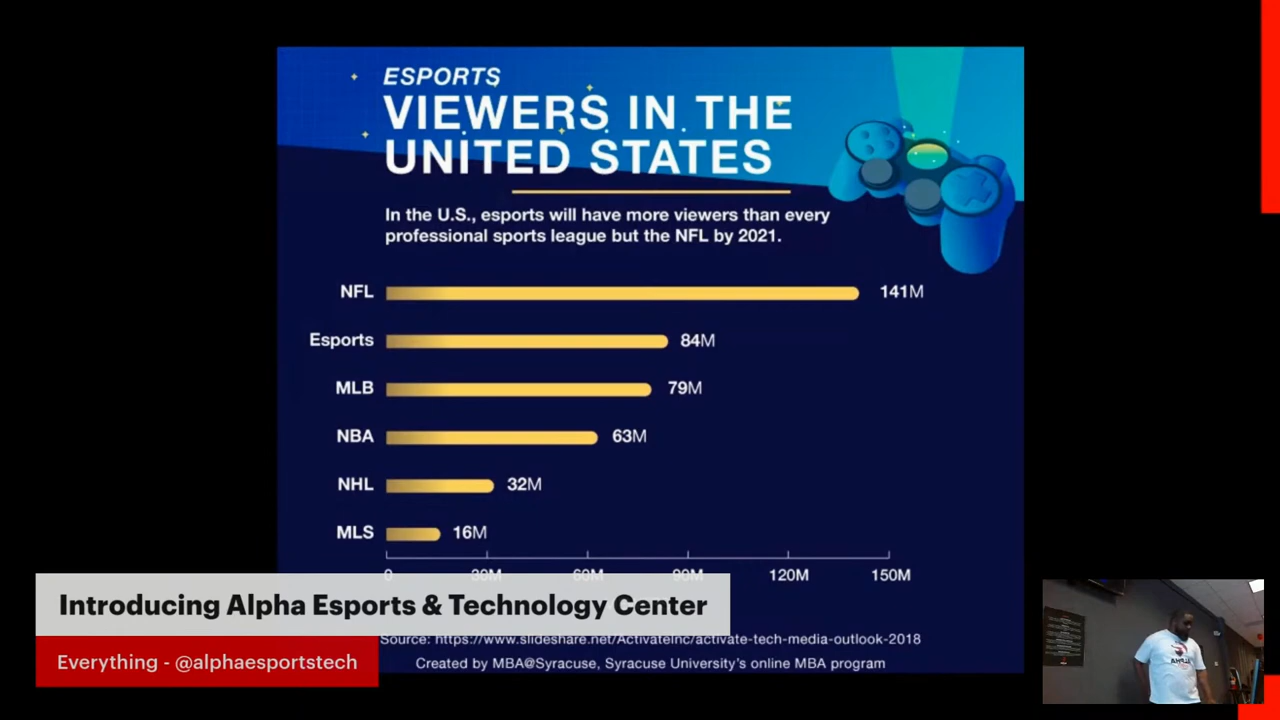 ESPORTS
VIEWERS IN THE
UNITED STATES
In the U.S., esports will have more viewers than every
professional sports league but the NFL by 2021.
NFL 141M
Esports 84M
MLB 79M
NBA 63M
NHL 32M
MLS 16M
0 30M 60M 90M 120M 150M
Introducing Alpha Esports & Technology Center
Source: https://www.slideshare.net/ActivateInc/activate-tech-media-outlook-2018
Everything - @alphaesportstech
Created by MBA@Syracuse, Syracuse University's online MBA program